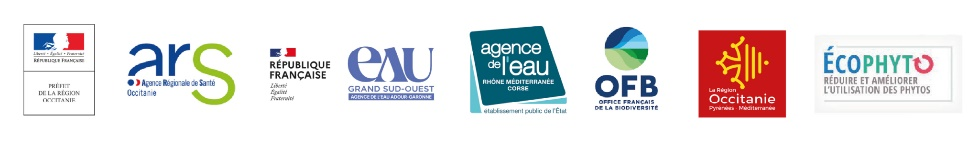 Liberté • Égalité • Fraternité
RÉPUBLIQUE FRANÇAISE
PRÉFET
DE LA RÉGION
OCCITANIE
ars
Agence Régionale de Santé
Occitanie
RÉPUBLIQUE
FRANÇAISE
Liberté
Égalité
Fraternité
EAU
GRAND SUD-OUEST
AGENCE DE L'EAU ADOUR-GARONNE
agence
de l'eau
RHÔNE MÉDITERRANÉE
CORSE
établissement public de l'État
OFB
OFFICE FRANÇAIS
DE LA BIODIVERSITÉ
La Région
Occitanie
Pyrénées - Méditerranée
ÉCOPHYTO
RÉDUIRE ET AMÉLIORER
L'UTILISATION DES PHYTOS